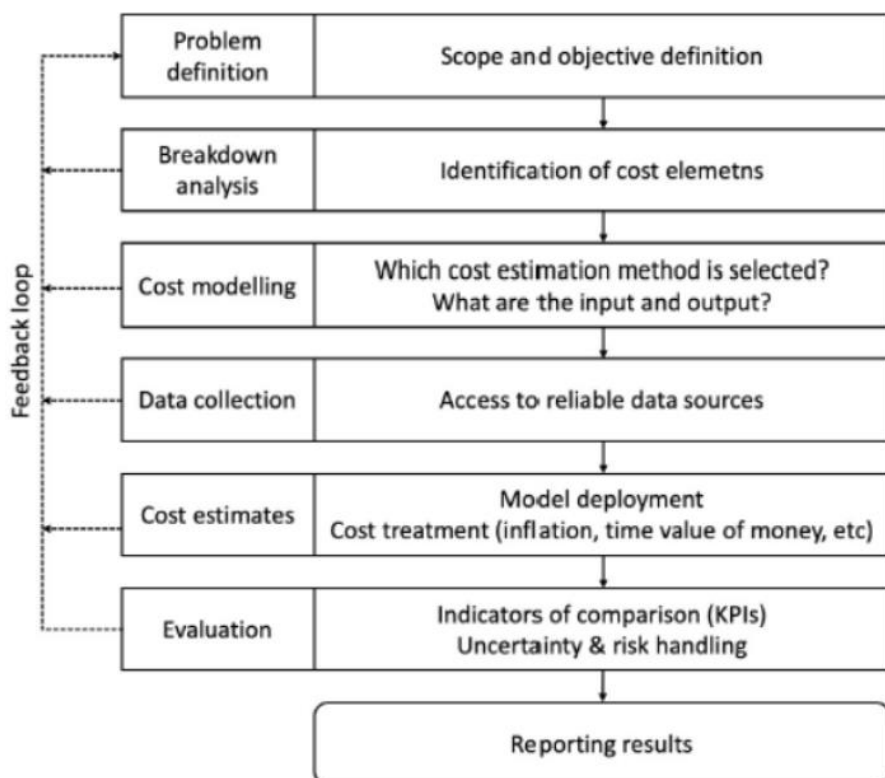 Problem
definition
Scope and objective definition
Breakdown
analysis
Identification of cost elemetns
Cost modelling
Which cost estimation method is selected?
What are the input and output?
Data collection
Access to reliable data sources
Cost estimates
Model deployment
Cost treatment (inflation, time value of money, etc)
Evaluation
Indicators of comparison (KPIs)
Uncertainty & risk handling
Reporting results
Feedback loop